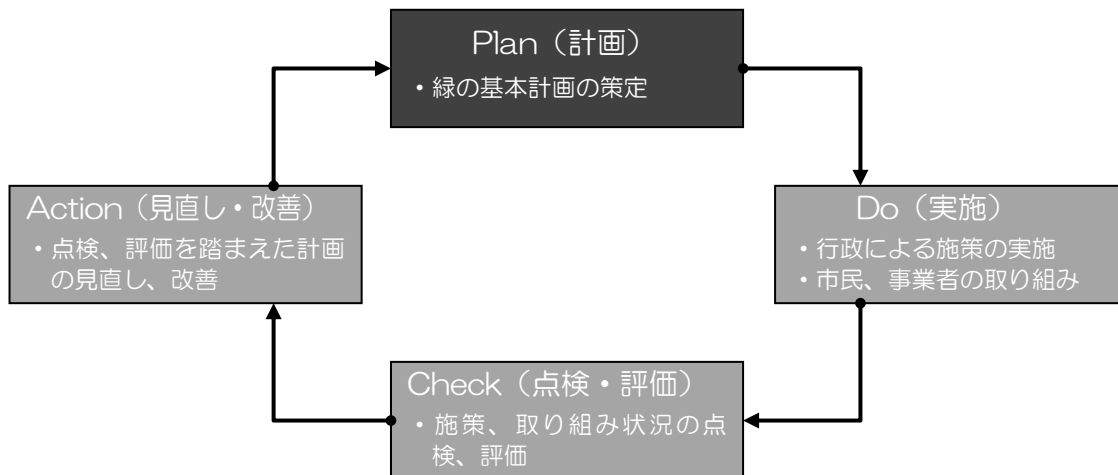 Plan（計画）
・緑の基本計画の策定
Action（見直し・改善）
・点検、評価を踏まえた計画
の見直し、改善
Do（実施）
・行政による施策の実施
・市民、事業者の取り組み
Check（点検・評価）
・施策、取り組み状況の点
検、評価